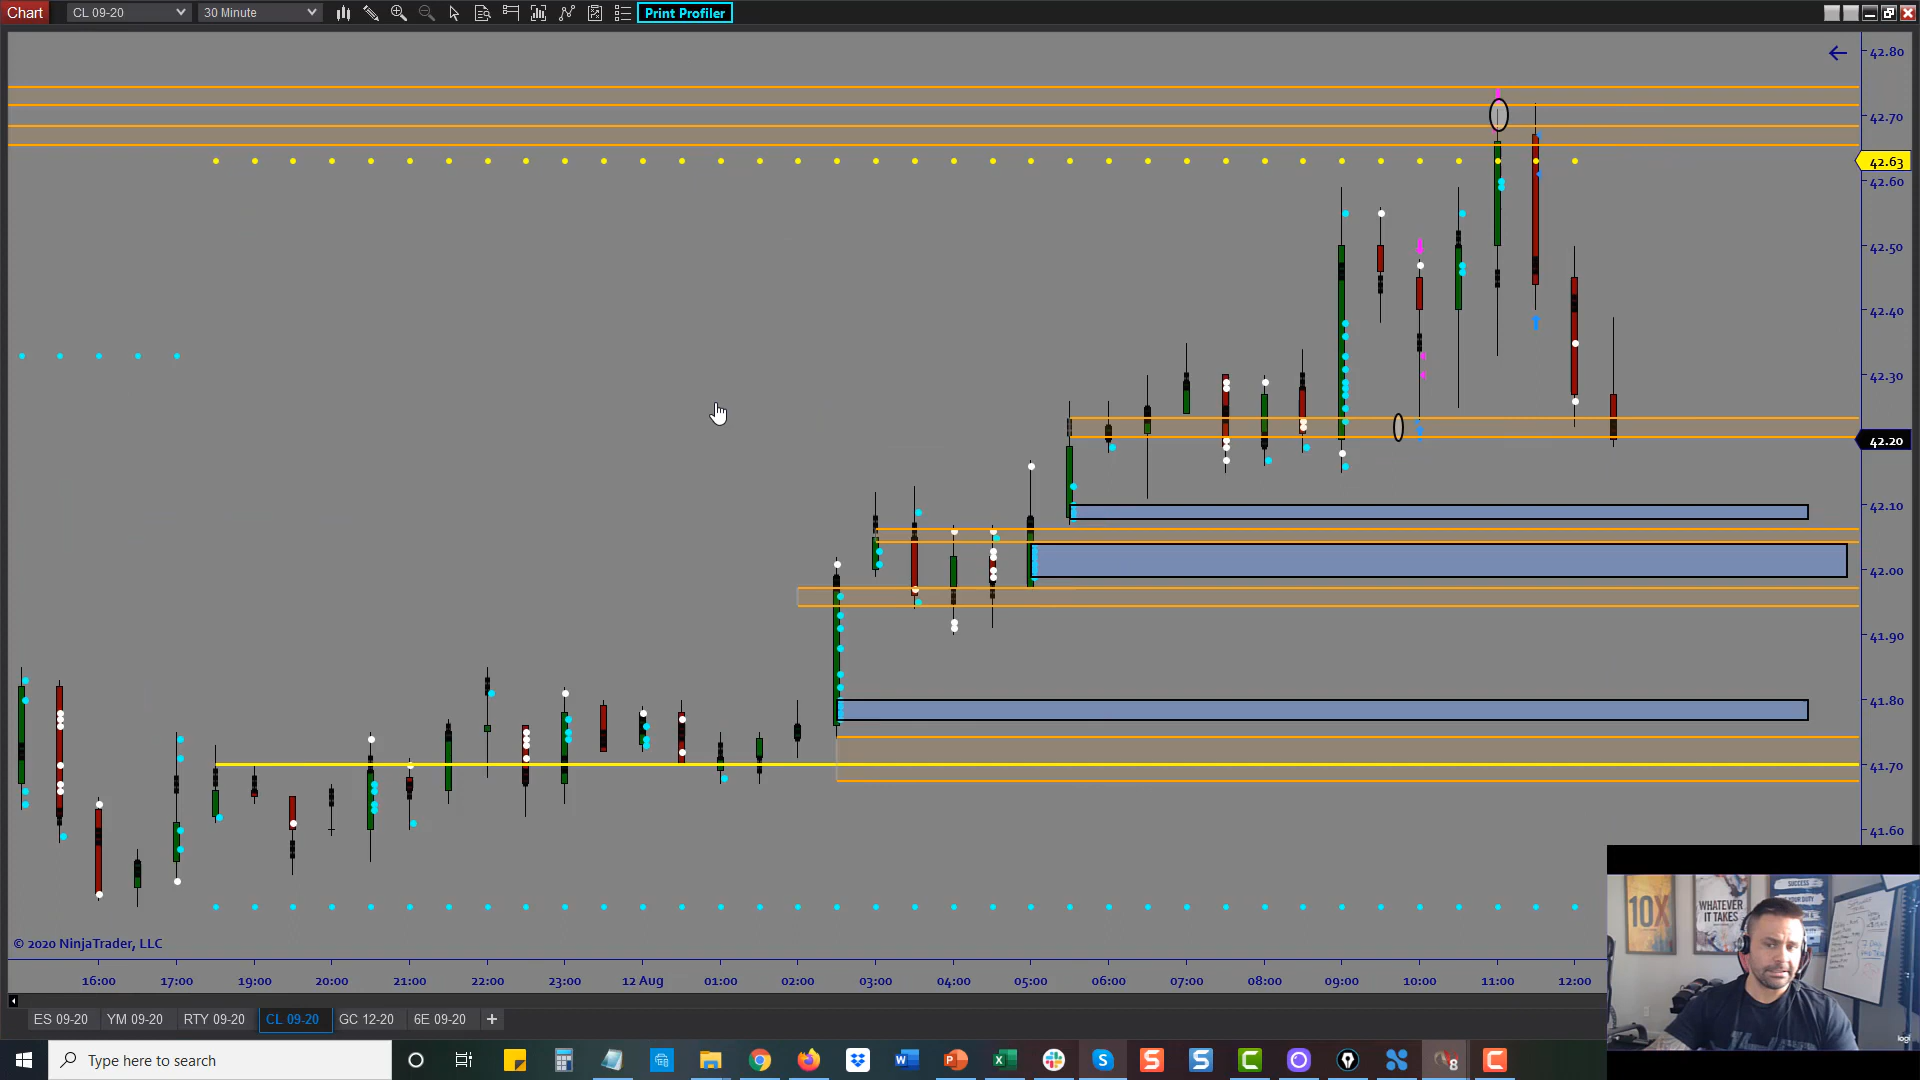 Chart
CL 09-20
30 Minute
Print Profiler
42.80
42.70
42.63
42.60
42.50
42.40
42.30
42.20
42.10
42.00
41.90
41.80
41.70
41.60
© 2020 NinjaTrader, LLC
16:00
17:00
19:00
20:00
21:00
22:00
23:00
12 Aug
01:00
02:00
03:00
04:00
05:00
06:00
07:00
08:00
09:00
10:00
11:00
12:00
ES 09-20
YM 09-20
RTY 09-20
CL 09-20
GC 12-20
6E 09-20
Type here to search
10X
WHATEVER
IT TAKES
SUCCESS
logi